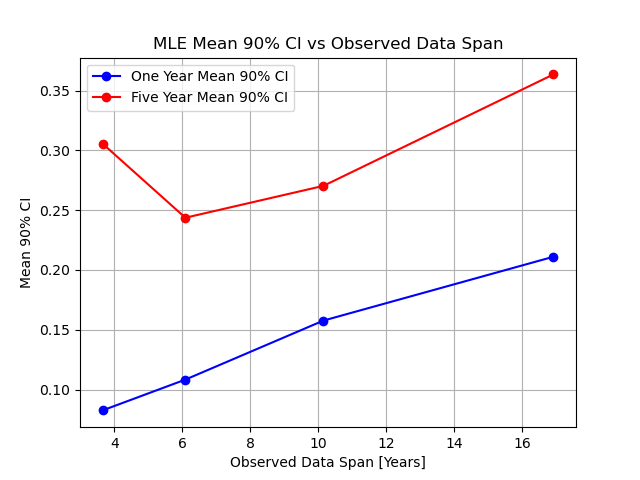 MLE Mean 90% CI vs Observed Data Span
One Year Mean 90% CI
Five Year Mean 90% CI
Mean 90% CI
0.35
0.30
0.25
0.20
0.15
0.10
4 6 8 10 12 14 16
Observed Data Span [Years]